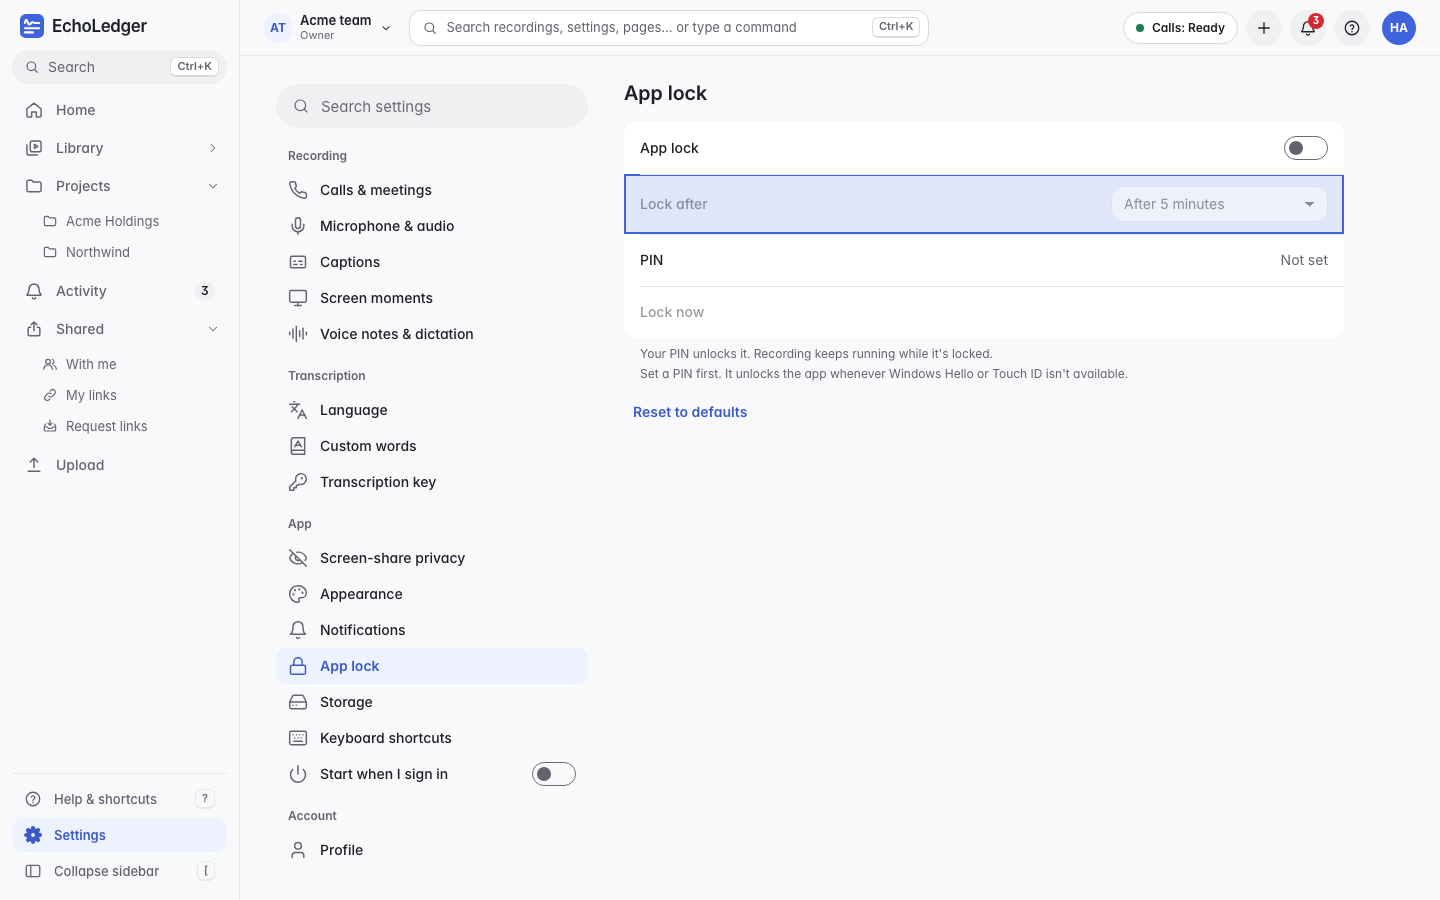 EchoLedger
Search
Ctrl+K
Home
Library
Projects
Acme Holdings
Northwind
Activity
3
Shared
With me
My links
Request links
Upload
Help & shortcuts
?
Settings
Collapse sidebar
[
AT
Acme team
Owner
Search recordings, settings, pages... or type a command
Ctrl+K
Calls: Ready
3
HA
Search settings
Recording
Calls & meetings
Microphone & audio
Captions
Screen moments
Voice notes & dictation
Transcription
Language
Custom words
Transcription key
App
Screen-share privacy
Appearance
Notifications
App lock
Storage
Keyboard shortcuts
Start when I sign in
Account
Profile
App lock
App lock
Lock after
After 5 minutes
PIN
Not set
Lock now
Your PIN unlocks it. Recording keeps running while it's locked.
Set a PIN first. It unlocks the app whenever Windows Hello or Touch ID isn't available.
Reset to defaults